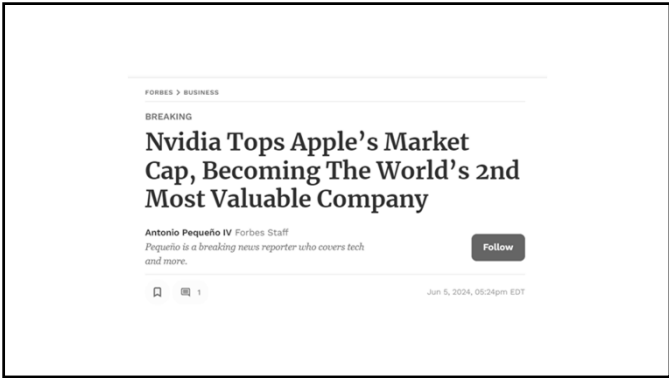 FORBES > BUSINESS
BREAKING
Nvidia Tops Apple’s Market
Cap, Becoming The World’s 2nd
Most Valuable Company
Antonio Pequeño IV Forbes Staff
Pequeño is a breaking news reporter who covers tech
and more.
Follow
1
Jun 5, 2024, 05:24pm EDT